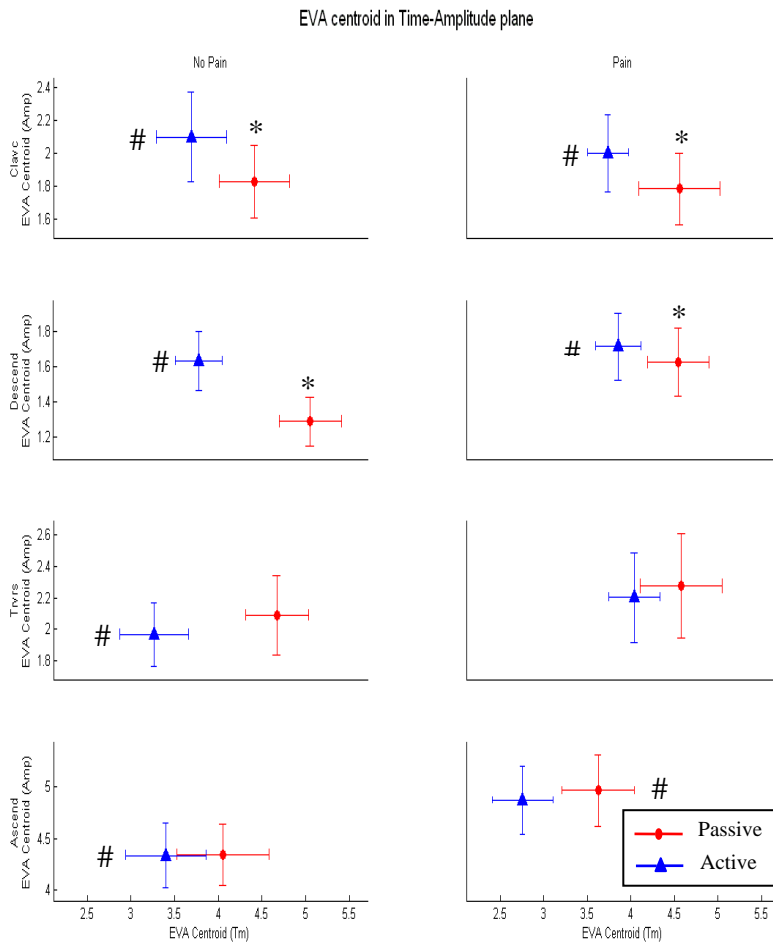 EVA centroid in Time-Amplitude plane
No Pain
Pain
Clavc
EVA Centroid (Amp)
2.4
2.2
2
1.8
1.6
#
*
#
*
Descend
EVA Centroid (Amp)
1.8
1.6
1.4
1.2
#
*
#
*
Trvrs
EVA Centroid (Amp)
2.6
2.4
2.2
2
1.8
#
Ascend
EVA Centroid (Amp)
5
4.5
4
#
#
Passive
Active
2.5 3 3.5 4 4.5 5 5.5
EVA Centroid (Tm)
2.5 3 3.5 4 4.5 5 5.5
EVA Centroid (Tm)